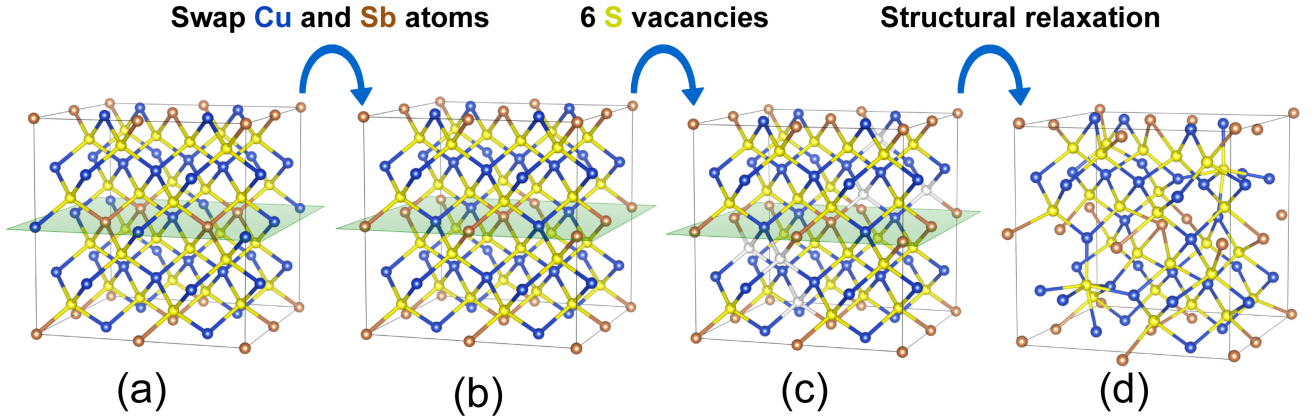 Swap Cu and Sb atoms
6 S vacancies
Structural relaxation
(a)
(b)
(c)
(d)